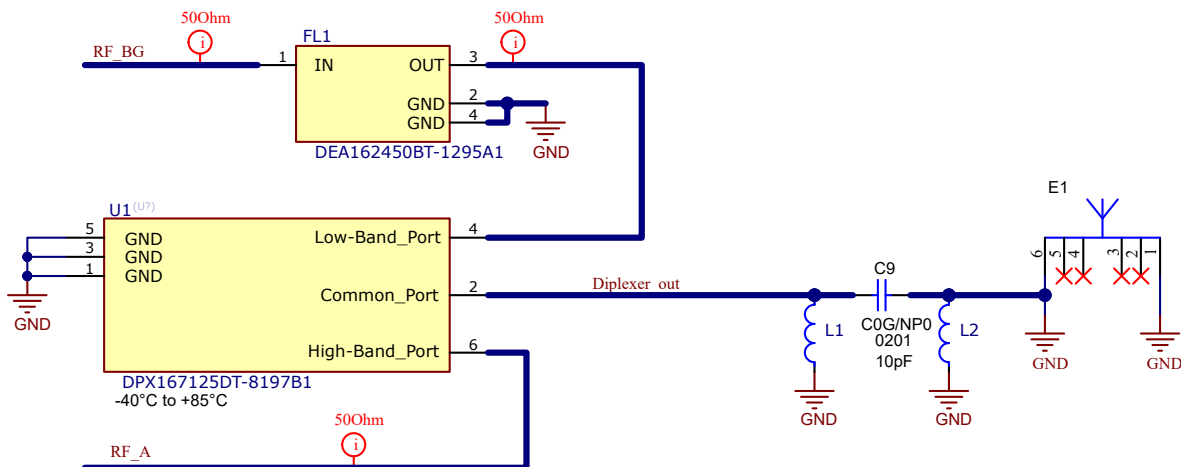 50Ohm
50Ohm
i
i
FL1
RF_BG
1
IN
OUT
3
GND
2
GND
4
GND
DEA162450BT-1295A1
U1 (U?)
5
GND
3
GND
1
GND
GND
Low-Band_Port
4
Common_Port
2
High-Band_Port
6
DPX167125DT-8197B1
-40°C to +85°C
Diplexer_out
C9
C0G/NP0
0201
10pF
L1
GND
L2
GND
E1
6
5
4
3
2
1
GND
GND
50Ohm
i
RF_A